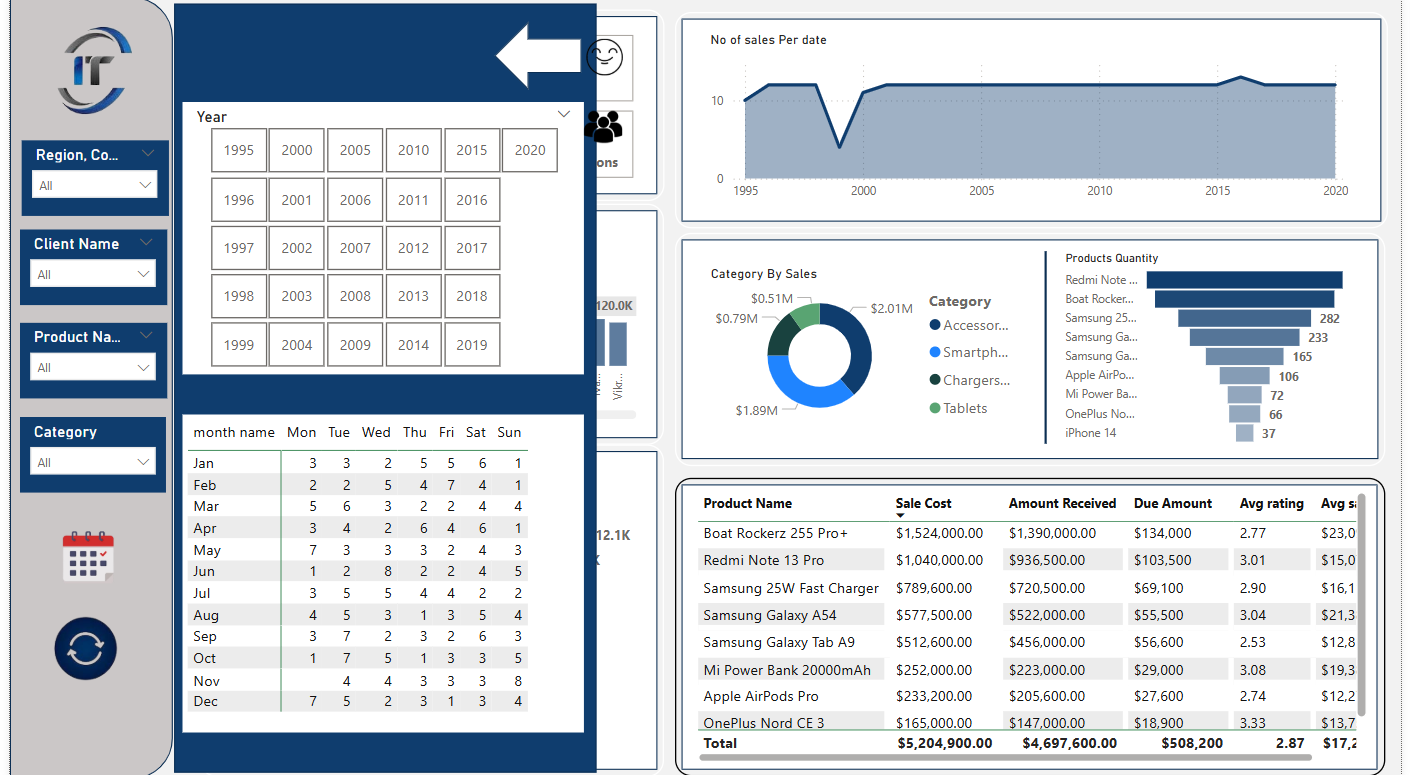 IT
Region, Co...
All
Client Name
All
Product Na...
All
Category
All
Year
1995 2000 2005 2010 2015 2020
1996 2001 2006 2011 2016
1997 2002 2007 2012 2017
1998 2003 2008 2013 2018
1999 2004 2009 2014 2019
month name Mon Tue Wed Thu Fri Sat Sun
Jan 3 3 2 5 5 6 1
Feb 2 2 5 4 7 4 1
Mar 5 6 3 2 2 4 4
Apr 3 4 2 6 4 6 1
May 7 3 3 3 2 4 3
Jun 1 2 8 2 2 4 5
Jul 3 5 5 4 4 2 2
Aug 4 5 3 1 3 5 4
Sep 3 7 2 3 2 6 3
Oct 1 7 5 1 3 3 5
Nov 4 4 3 3 3 8
Dec 7 5 2 3 1 3 4
ons
120.0K
Vikr...
12.1K
No of sales Per date
10
0
1995 2000 2005 2010 2015 2020
Category By Sales
$0.51M
$0.79M
$2.01M
$1.89M
Category
Accessor...
Smartph...
Chargers...
Tablets
Products Quantity
Redmi Note ...
Boat Rocker...
Samsung 25... 282
Samsung Ga... 233
Samsung Ga... 165
Apple AirPo... 106
Mi Power Ba... 72
OnePlus No... 66
iPhone 14 37
Product Name Sale Cost Amount Received Due Amount Avg rating Avg s
Boat Rockerz 255 Pro+ $1,524,000.00 $1,390,000.00 $134,000 2.77 $23,0
Redmi Note 13 Pro $1,040,000.00 $936,500.00 $103,500 3.01 $15,0
Samsung 25W Fast Charger $789,600.00 $720,500.00 $69,100 2.90 $16,1
Samsung Galaxy A54 $577,500.00 $522,000.00 $55,500 3.04 $21,3
Samsung Galaxy Tab A9 $512,600.00 $456,000.00 $56,600 2.53 $12,8
Mi Power Bank 20000mAh $252,000.00 $223,000.00 $29,000 3.08 $19,3
Apple AirPods Pro $233,200.00 $205,600.00 $27,600 2.74 $12,2
OnePlus Nord CE 3 $165,000.00 $147,000.00 $18,900 3.33 $13,7
Total $5,204,900.00 $4,697,600.00 $508,200 2.87 $17,2